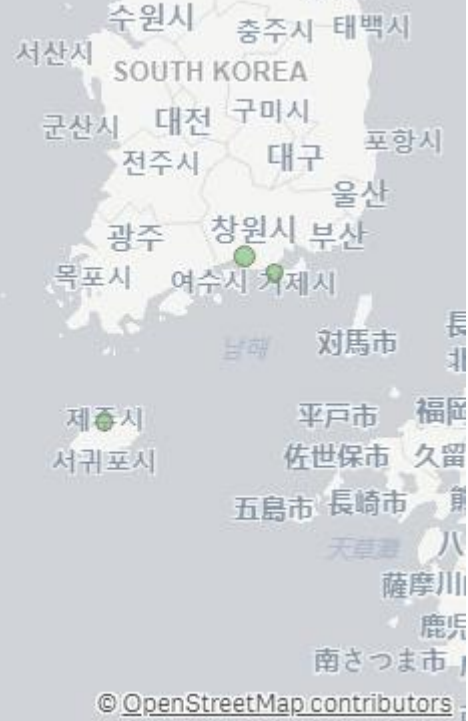 수원시
충주시
태백시
서산시
SOUTH KOREA
구미시
대전
군산시
포항시
대구
전주시
울산
창원시
부산
광주
목포시
여수시
거제시
対馬市
남해
제주시
平戸市
福岡
서귀포시
佐世保市
久留
長崎市
五島市
天草灘
八
薩摩川
南さつま市
© OpenStreetMap contributors